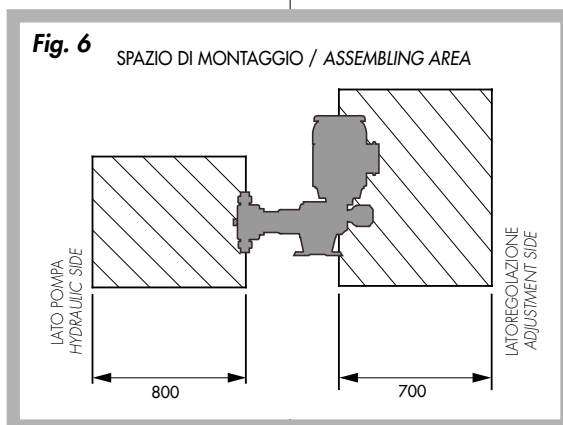 Fig. 6
SPAZIO DI MONTAGGIO / ASSEMBLING AREA
LATO POMPA
HYDRAULIC SIDE
LATOREGOLAZIONE
ADJUSTMENT SIDE
800
700